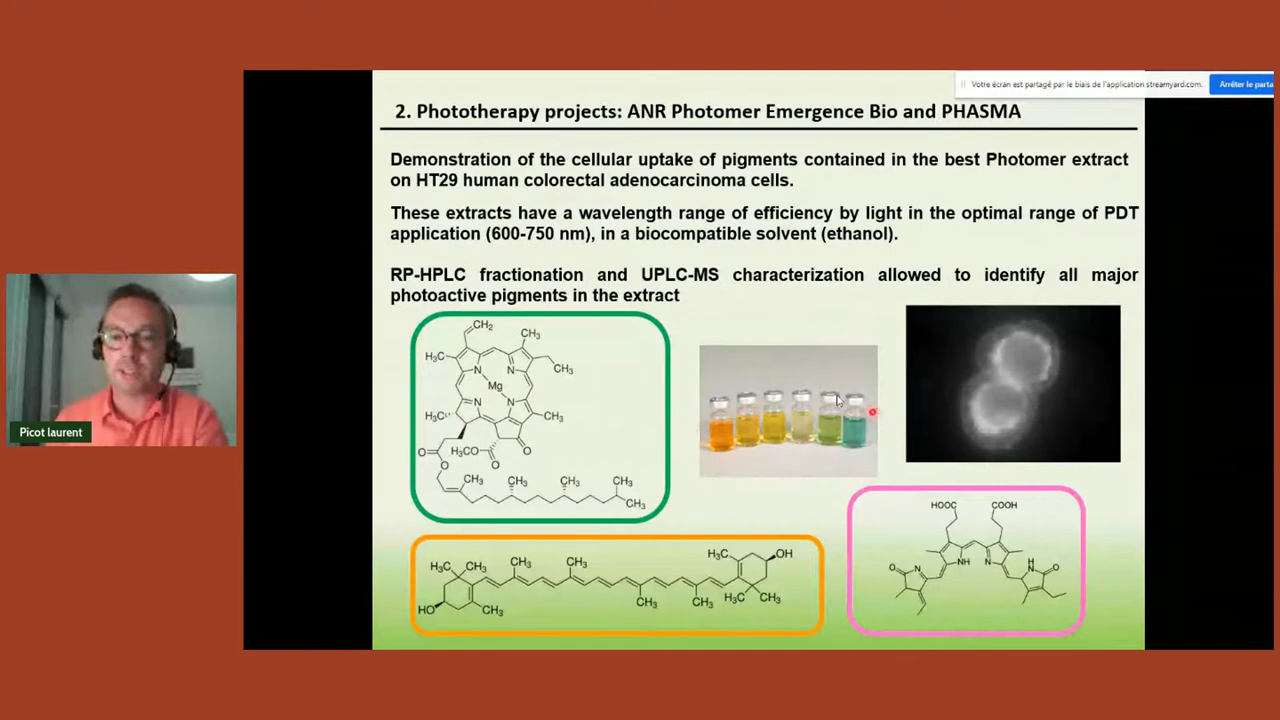 Votre écran est partagé par le biais de l'application streamyard.com.
Arrêter le parta
2. Phototherapy projects: ANR Photomer Emergence Bio and PHASMA
Demonstration of the cellular uptake of pigments contained in the best Photomer extract
on HT29 human colorectal adenocarcinoma cells.
These extracts have a wavelength range of efficiency by light in the optimal range of PDT
application (600-750 nm), in a biocompatible solvent (ethanol).
RP-HPLC fractionation and UPLC-MS characterization allowed to identify all major
photoactive pigments in the extract
CH₂
CH₃
H₃C
CH₃
N N
Mg
N N
H₃C
CH₃
O H₃CO O
O
O
CH₃ CH₃ CH₃ CH₃
CH₃
Picot laurent
H₃C CH₃ CH₃ CH₃ H₃C OH
HO CH₃ CH₃ CH₃ H₃C CH₃
HOOC COOH
O N NH N H N O